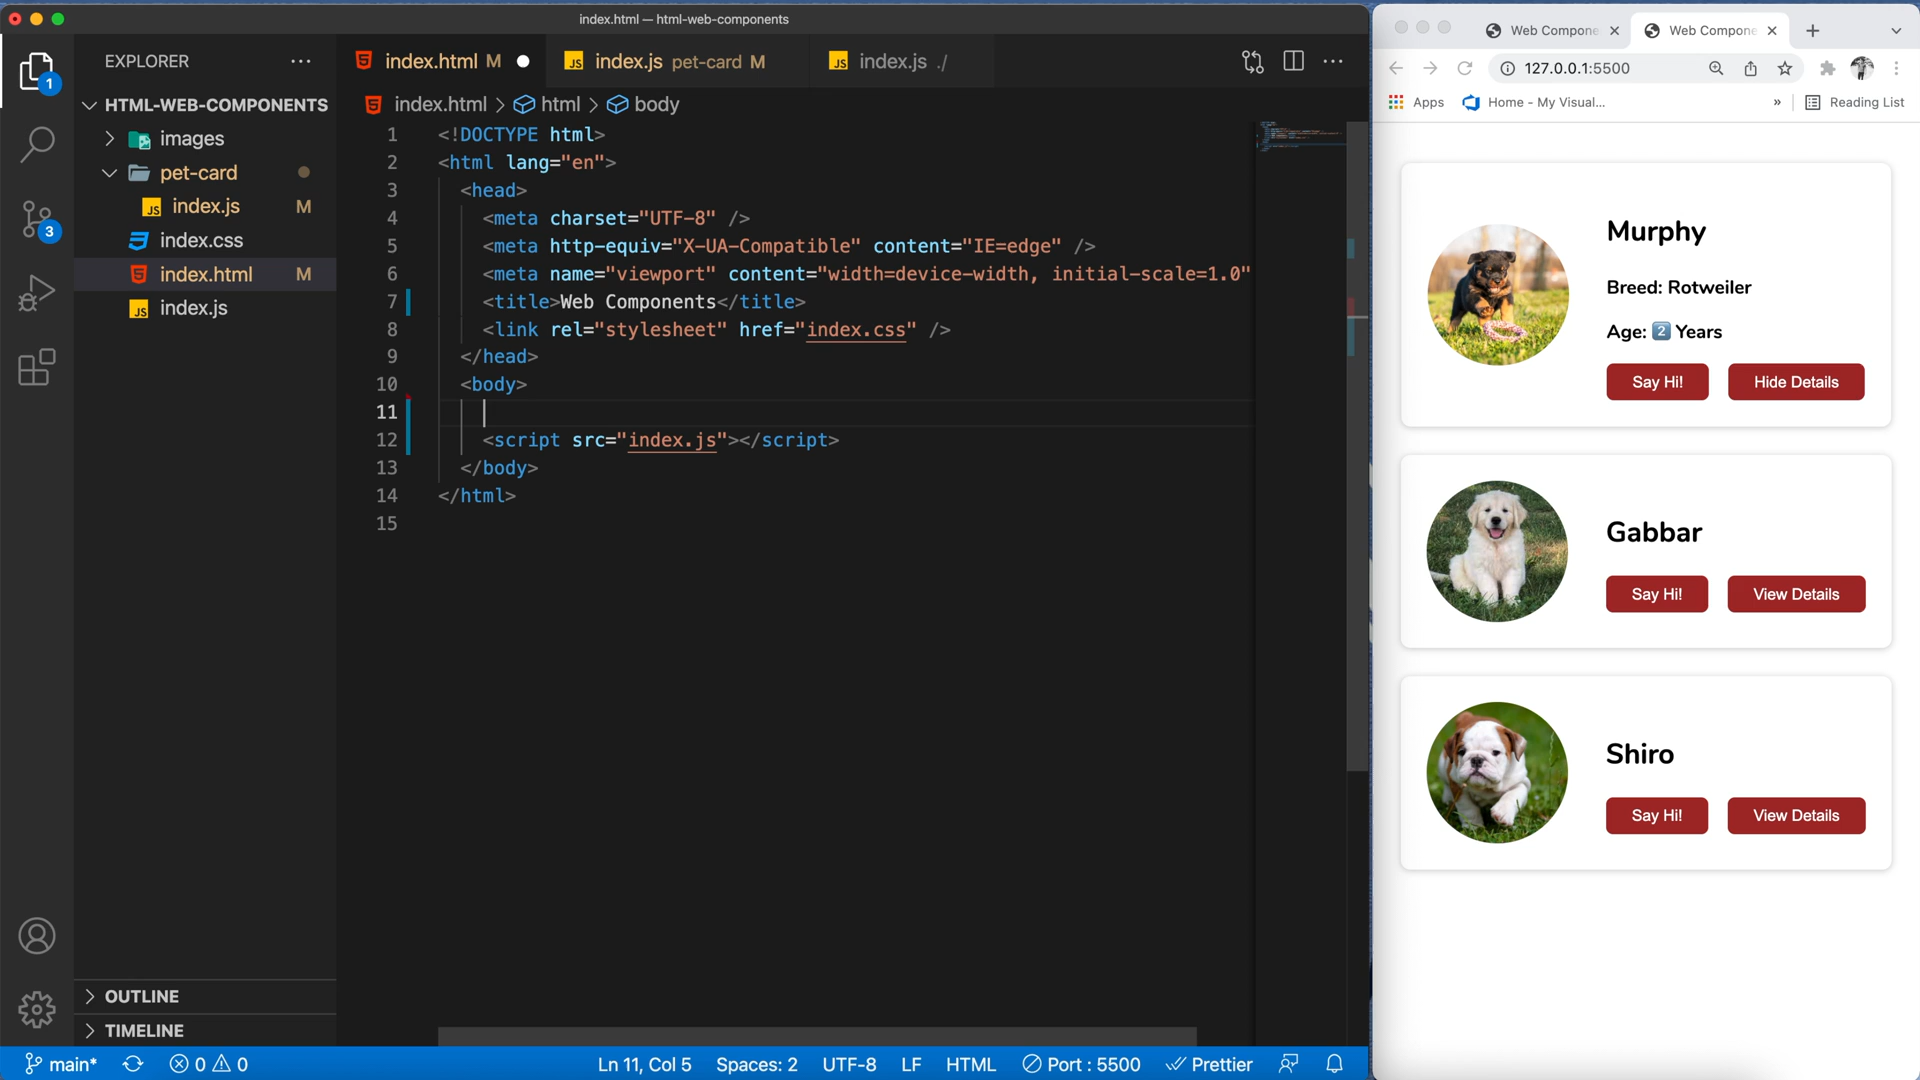 index.html — html-web-components
EXPLORER
HTML-WEB-COMPONENTS
images
pet-card
JS index.js M
index.css
index.html M
JS index.js
1
3
OUTLINE
TIMELINE
index.html M
JS index.js pet-card M
JS index.js ./
index.html > html > body
1 <!DOCTYPE html>
2 <html lang="en">
3 <head>
4 <meta charset="UTF-8" />
5 <meta http-equiv="X-UA-Compatible" content="IE=edge" />
6 <meta name="viewport" content="width=device-width, initial-scale=1.0"
7 <title>Web Components</title>
8 <link rel="stylesheet" href="index.css" />
9 </head>
10 <body>
11
12 <script src="index.js"></script>
13 </body>
14 </html>
15
main* 0 0 Ln 11, Col 5 Spaces: 2 UTF-8 LF HTML Port : 5500 Prettier
Web Compone
Web Compone
127.0.0.1:5500
Apps Home - My Visual... » Reading List
Murphy
Breed: Rotweiler
Age: 2 Years
Say Hi! Hide Details
Gabbar
Say Hi! View Details
Shiro
Say Hi! View Details